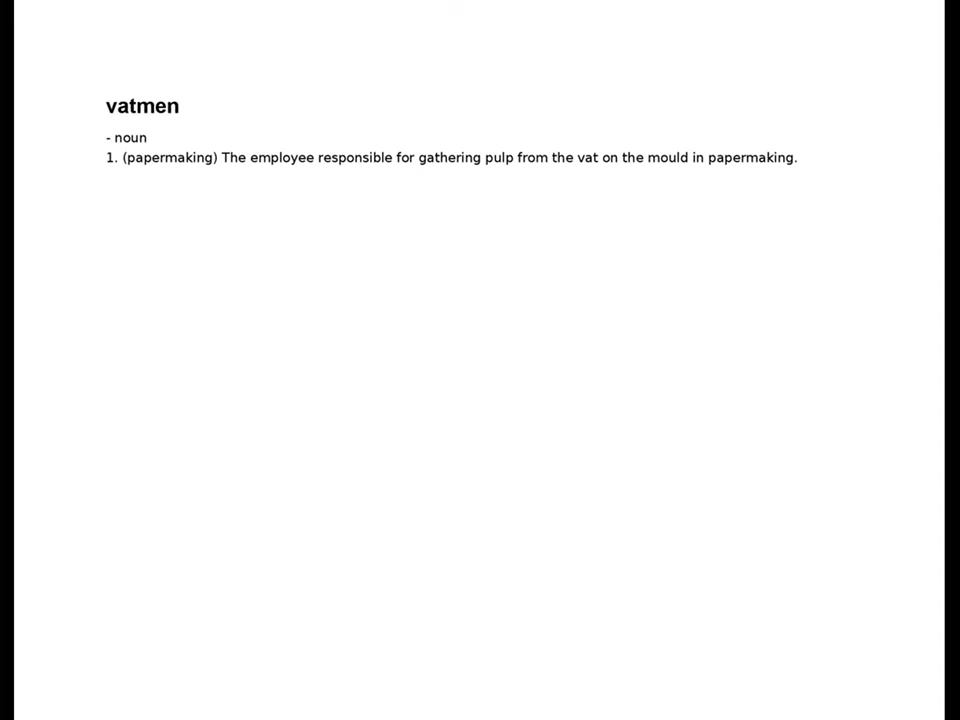 vatmen
- noun
1. (papermaking) The employee responsible for gathering pulp from the vat on the mould in papermaking.